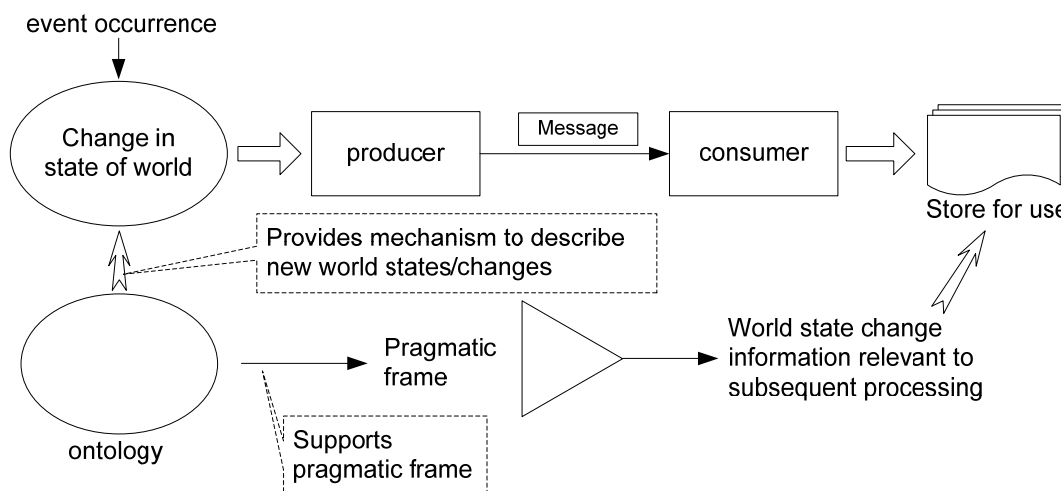 event occurrence
Change in
state of world
producer
Message
consumer
Store for use
Provides mechanism to describe
new world states/changes
Pragmatic
frame
World state change
information relevant to
subsequent processing
ontology
Supports
pragmatic frame